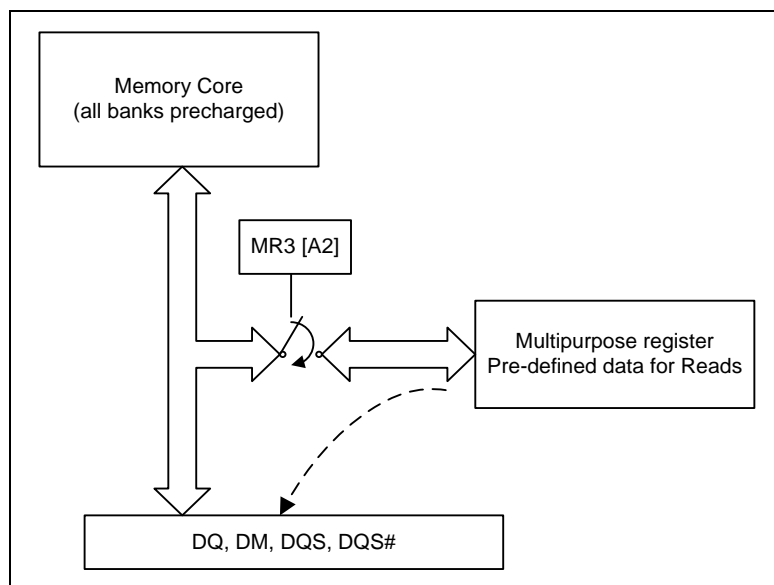 Memory Core
(all banks precharged)
MR3 [A2]
Multipurpose register
Pre-defined data for Reads
DQ, DM, DQS, DQS#